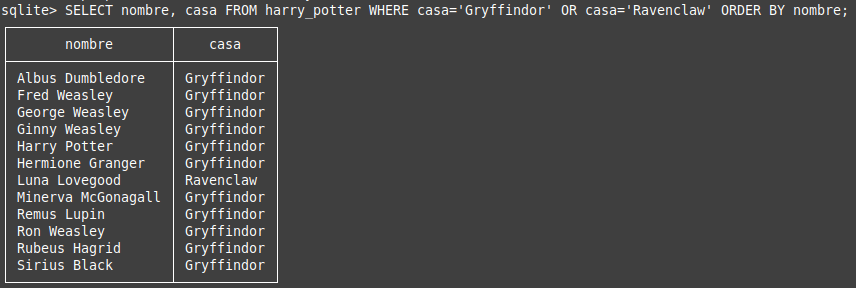 sqlite> SELECT nombre, casa FROM harry_potter WHERE casa='Gryffindor' OR casa='Ravenclaw' ORDER BY nombre;
nombre casa
Albus Dumbledore Gryffindor
Fred Weasley Gryffindor
George Weasley Gryffindor
Ginny Weasley Gryffindor
Harry Potter Gryffindor
Hermione Granger Gryffindor
Luna Lovegood Ravenclaw
Minerva McGonagall Gryffindor
Remus Lupin Gryffindor
Ron Weasley Gryffindor
Rubeus Hagrid Gryffindor
Sirius Black Gryffindor